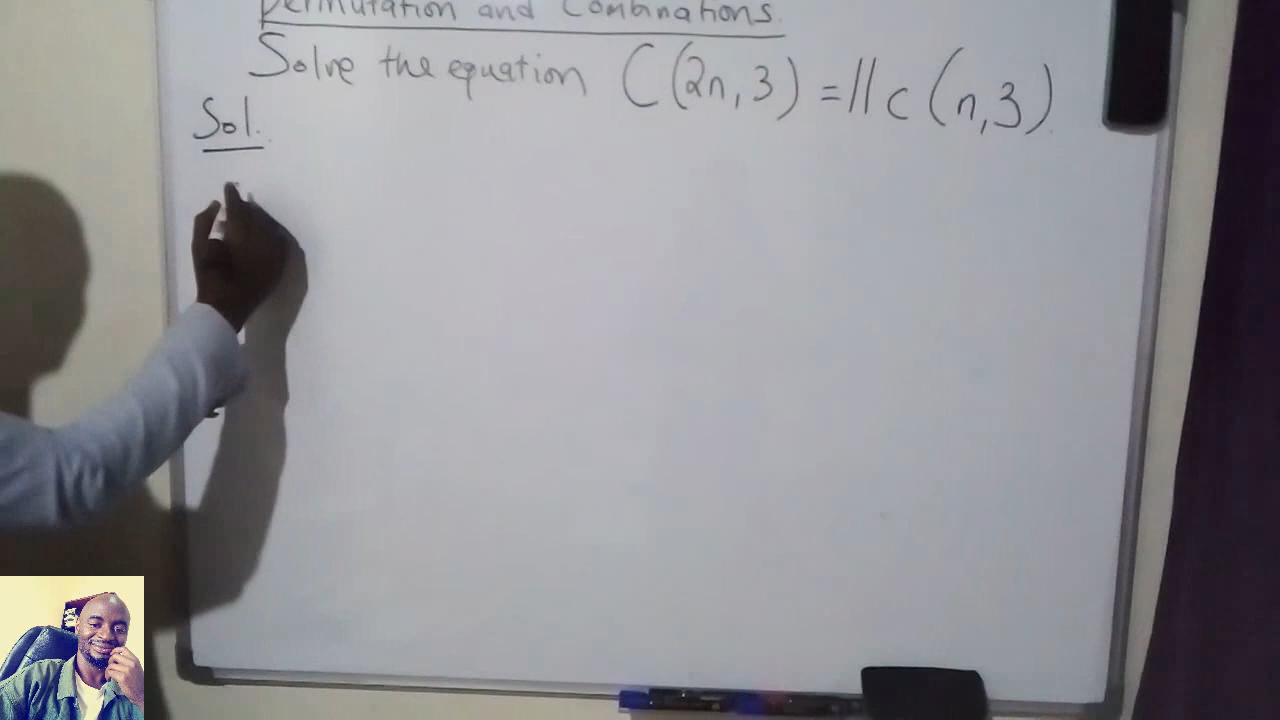 Permutation and Combinations.
Solve the equation C(2n,3) = 11 c(n,3).
Sol.